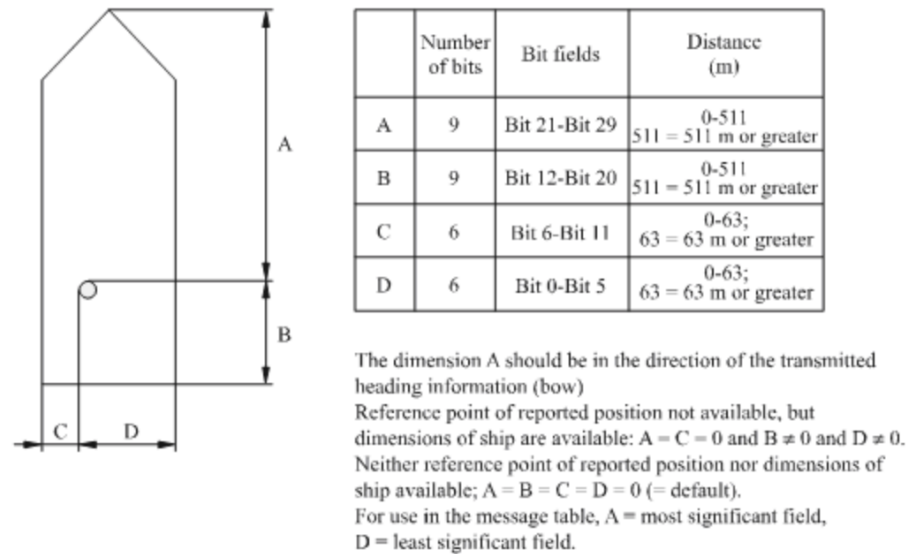 A
B
C D
Number of bits Bit fields Distance (m)
A 9 Bit 21-Bit 29 0-511
511 = 511 m or greater
B 9 Bit 12-Bit 20 0-511
511 = 511 m or greater
C 6 Bit 6-Bit 11 0-63;
63 = 63 m or greater
D 6 Bit 0-Bit 5 0-63;
63 = 63 m or greater
The dimension A should be in the direction of the transmitted
heading information (bow)
Reference point of reported position not available, but
dimensions of ship are available: A = C = 0 and B ≠ 0 and D ≠ 0.
Neither reference point of reported position nor dimensions of
ship available; A = B = C = D = 0 (= default).
For use in the message table, A = most significant field,
D = least significant field.